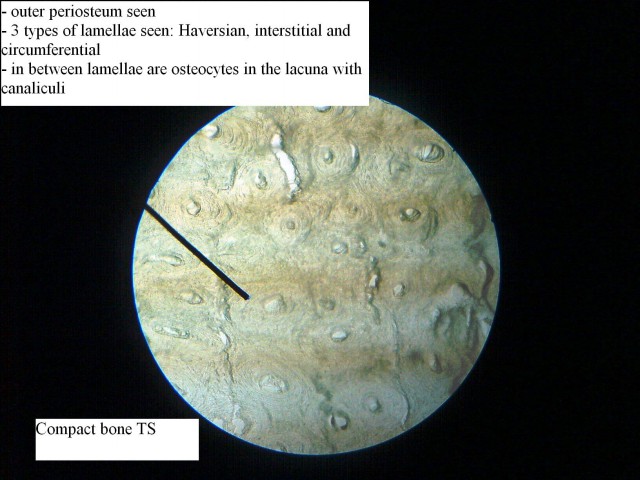 - outer periosteum seen
- 3 types of lamellae seen: Haversian, interstitial and
circumferential
- in between lamellae are osteocytes in the lacuna with
canaliculi
Compact bone TS